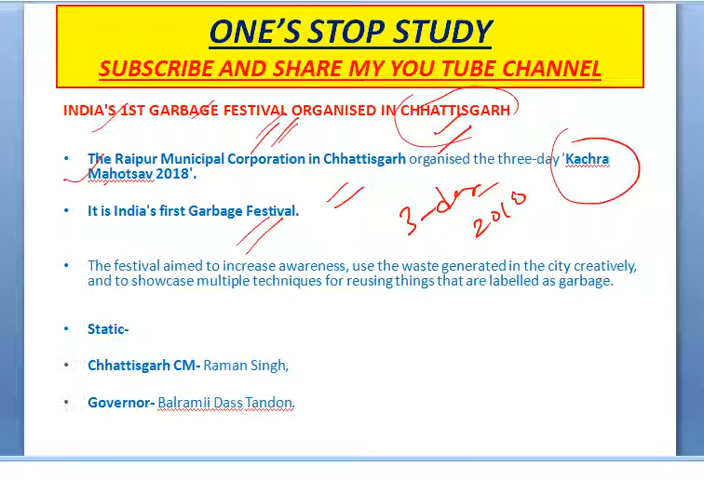 ONE'S STOP STUDY
SUBSCRIBE AND SHARE MY YOU TUBE CHANNEL
INDIA'S 1ST GARBAGE FESTIVAL ORGANISED IN CHHATTISGARH
• The Raipur Municipal Corporation in Chhattisgarh organised the three-day 'Kachra
Mahotsav 2018'.
• It is India's first Garbage Festival.
3-day
2018
• The festival aimed to increase awareness, use the waste generated in the city creatively,
and to showcase multiple techniques for reusing things that are labelled as garbage.
• Static-
• Chhattisgarh CM- Raman Singh,
• Governor- Balramii Dass Tandon.